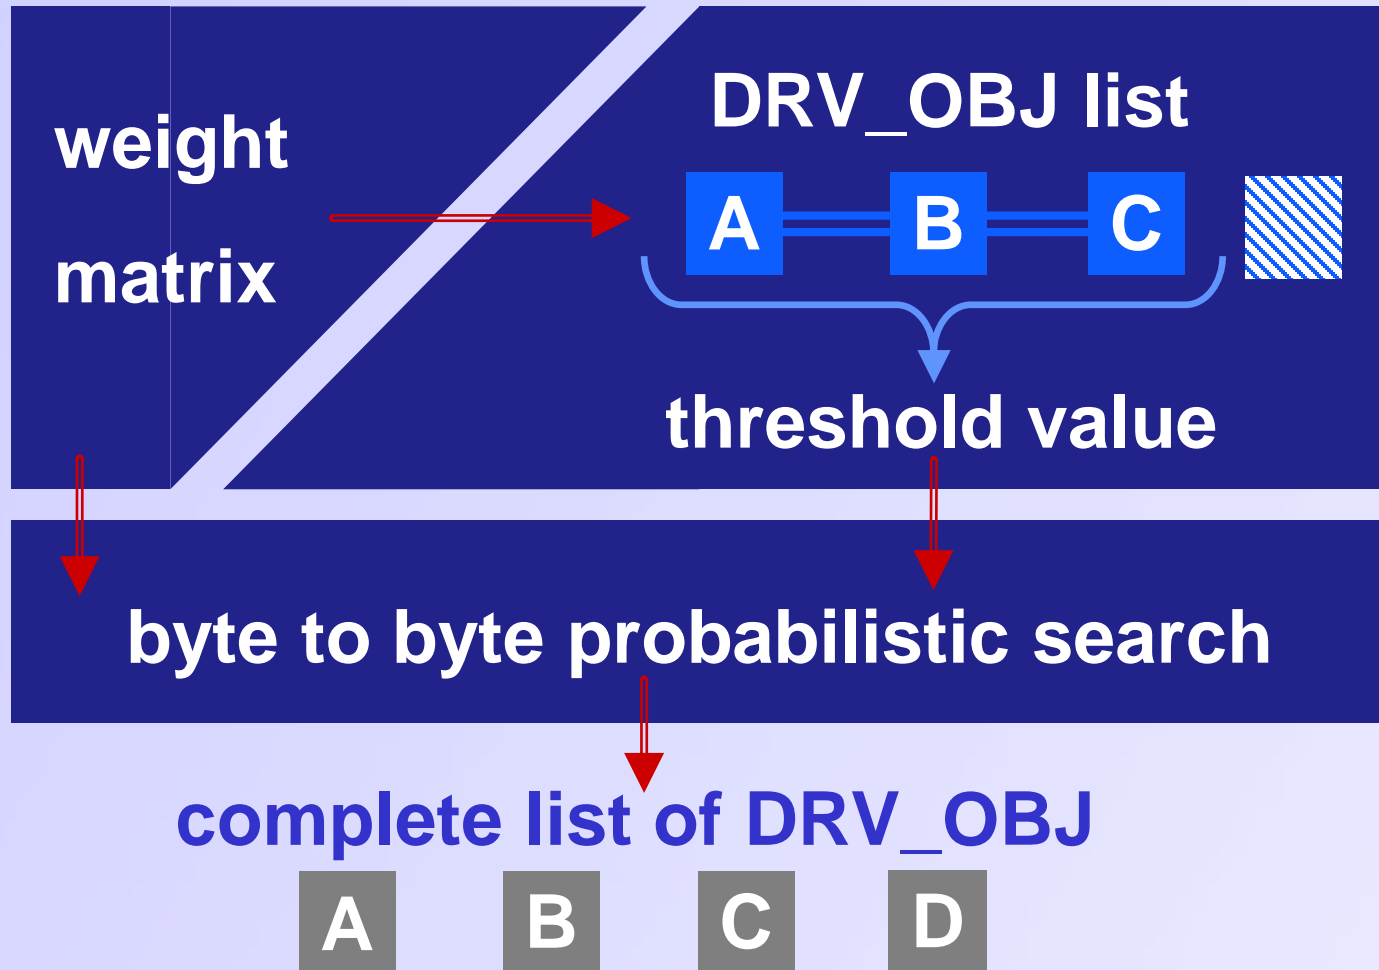 weight
matrix
DRV_OBJ list
A B C
threshold value
byte to byte probabilistic search
complete list of DRV_OBJ
A B C D